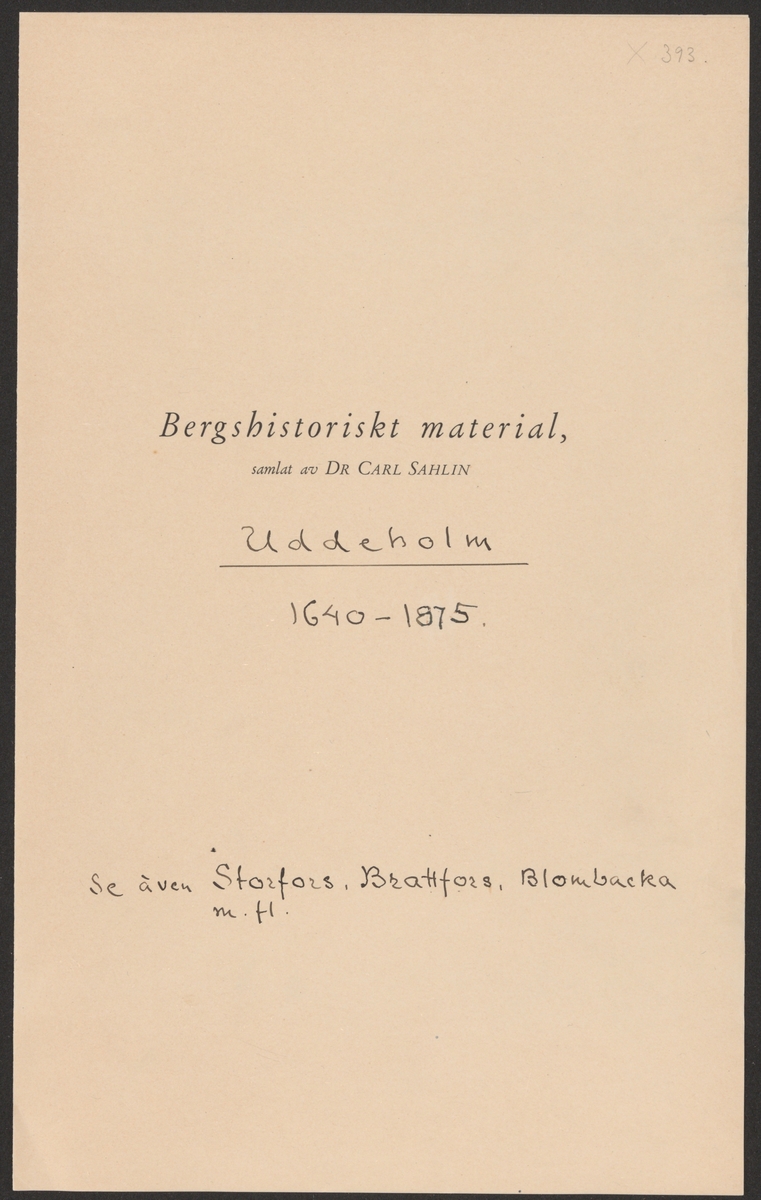 X 393.
Bergshistoriskt material,
samlat av DR CARL SAHLIN
Uddeholm
1640-1875.
Se även Storfors, Brattfors, Blombacka
m. fl.